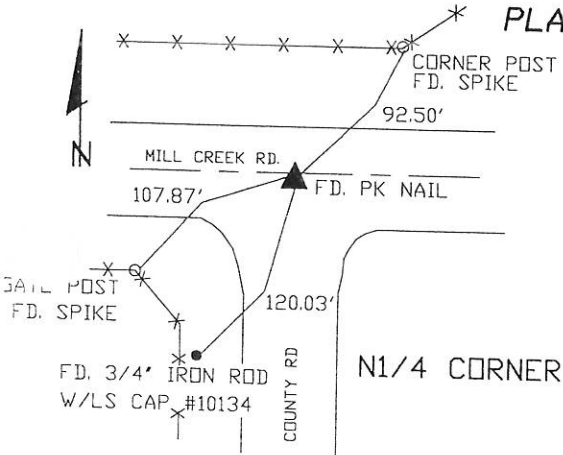 PLA
CORNER POST
FD. SPIKE
92.50'
N
MILL CREEK RD.
FD. PK NAIL
107.87'
POST
FD. SPIKE
120.03'
FD. 3/4" IRON ROD
W/LS CAP #10134
COUNTY RD
N1/4 CORNER